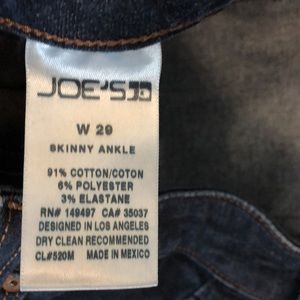 JOE'S
W 29
SKINNY ANKLE
91% COTTON/COTON
6% POLYESTER
3% ELASTANE
RN# 149497 CA# 35037
DESIGNED IN LOS ANGELES
DRY CLEAN RECOMMENDED
CL#520M MADE IN MEXICO